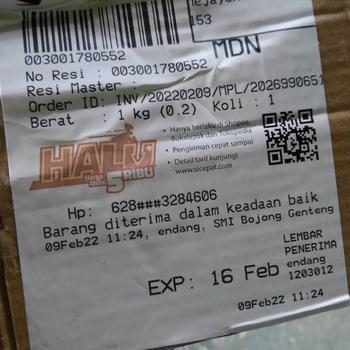 153
MDN
003001780552
No Resi : 003001780552
Resi Master :
Order ID: INV/20220209/MPL/2026990651
Berat : 1 kg (0.2) Koli : 1
HALU
Harga Mulai 5 RIBU
• Hanya berlaku di Shopee, Bukalapak dan Tokopedia
• Pengiriman cepat sampai
• Detail tarif kunjungi www.sicepat.com
Hp: 628###3284606
Barang diterima dalam keadaan baik
09Feb22 11:24, endang, SMI Bojong Genteng
LEMBAR
PENERIMA
endang
1203012
EXP: 16 Feb
09Feb22 11:24